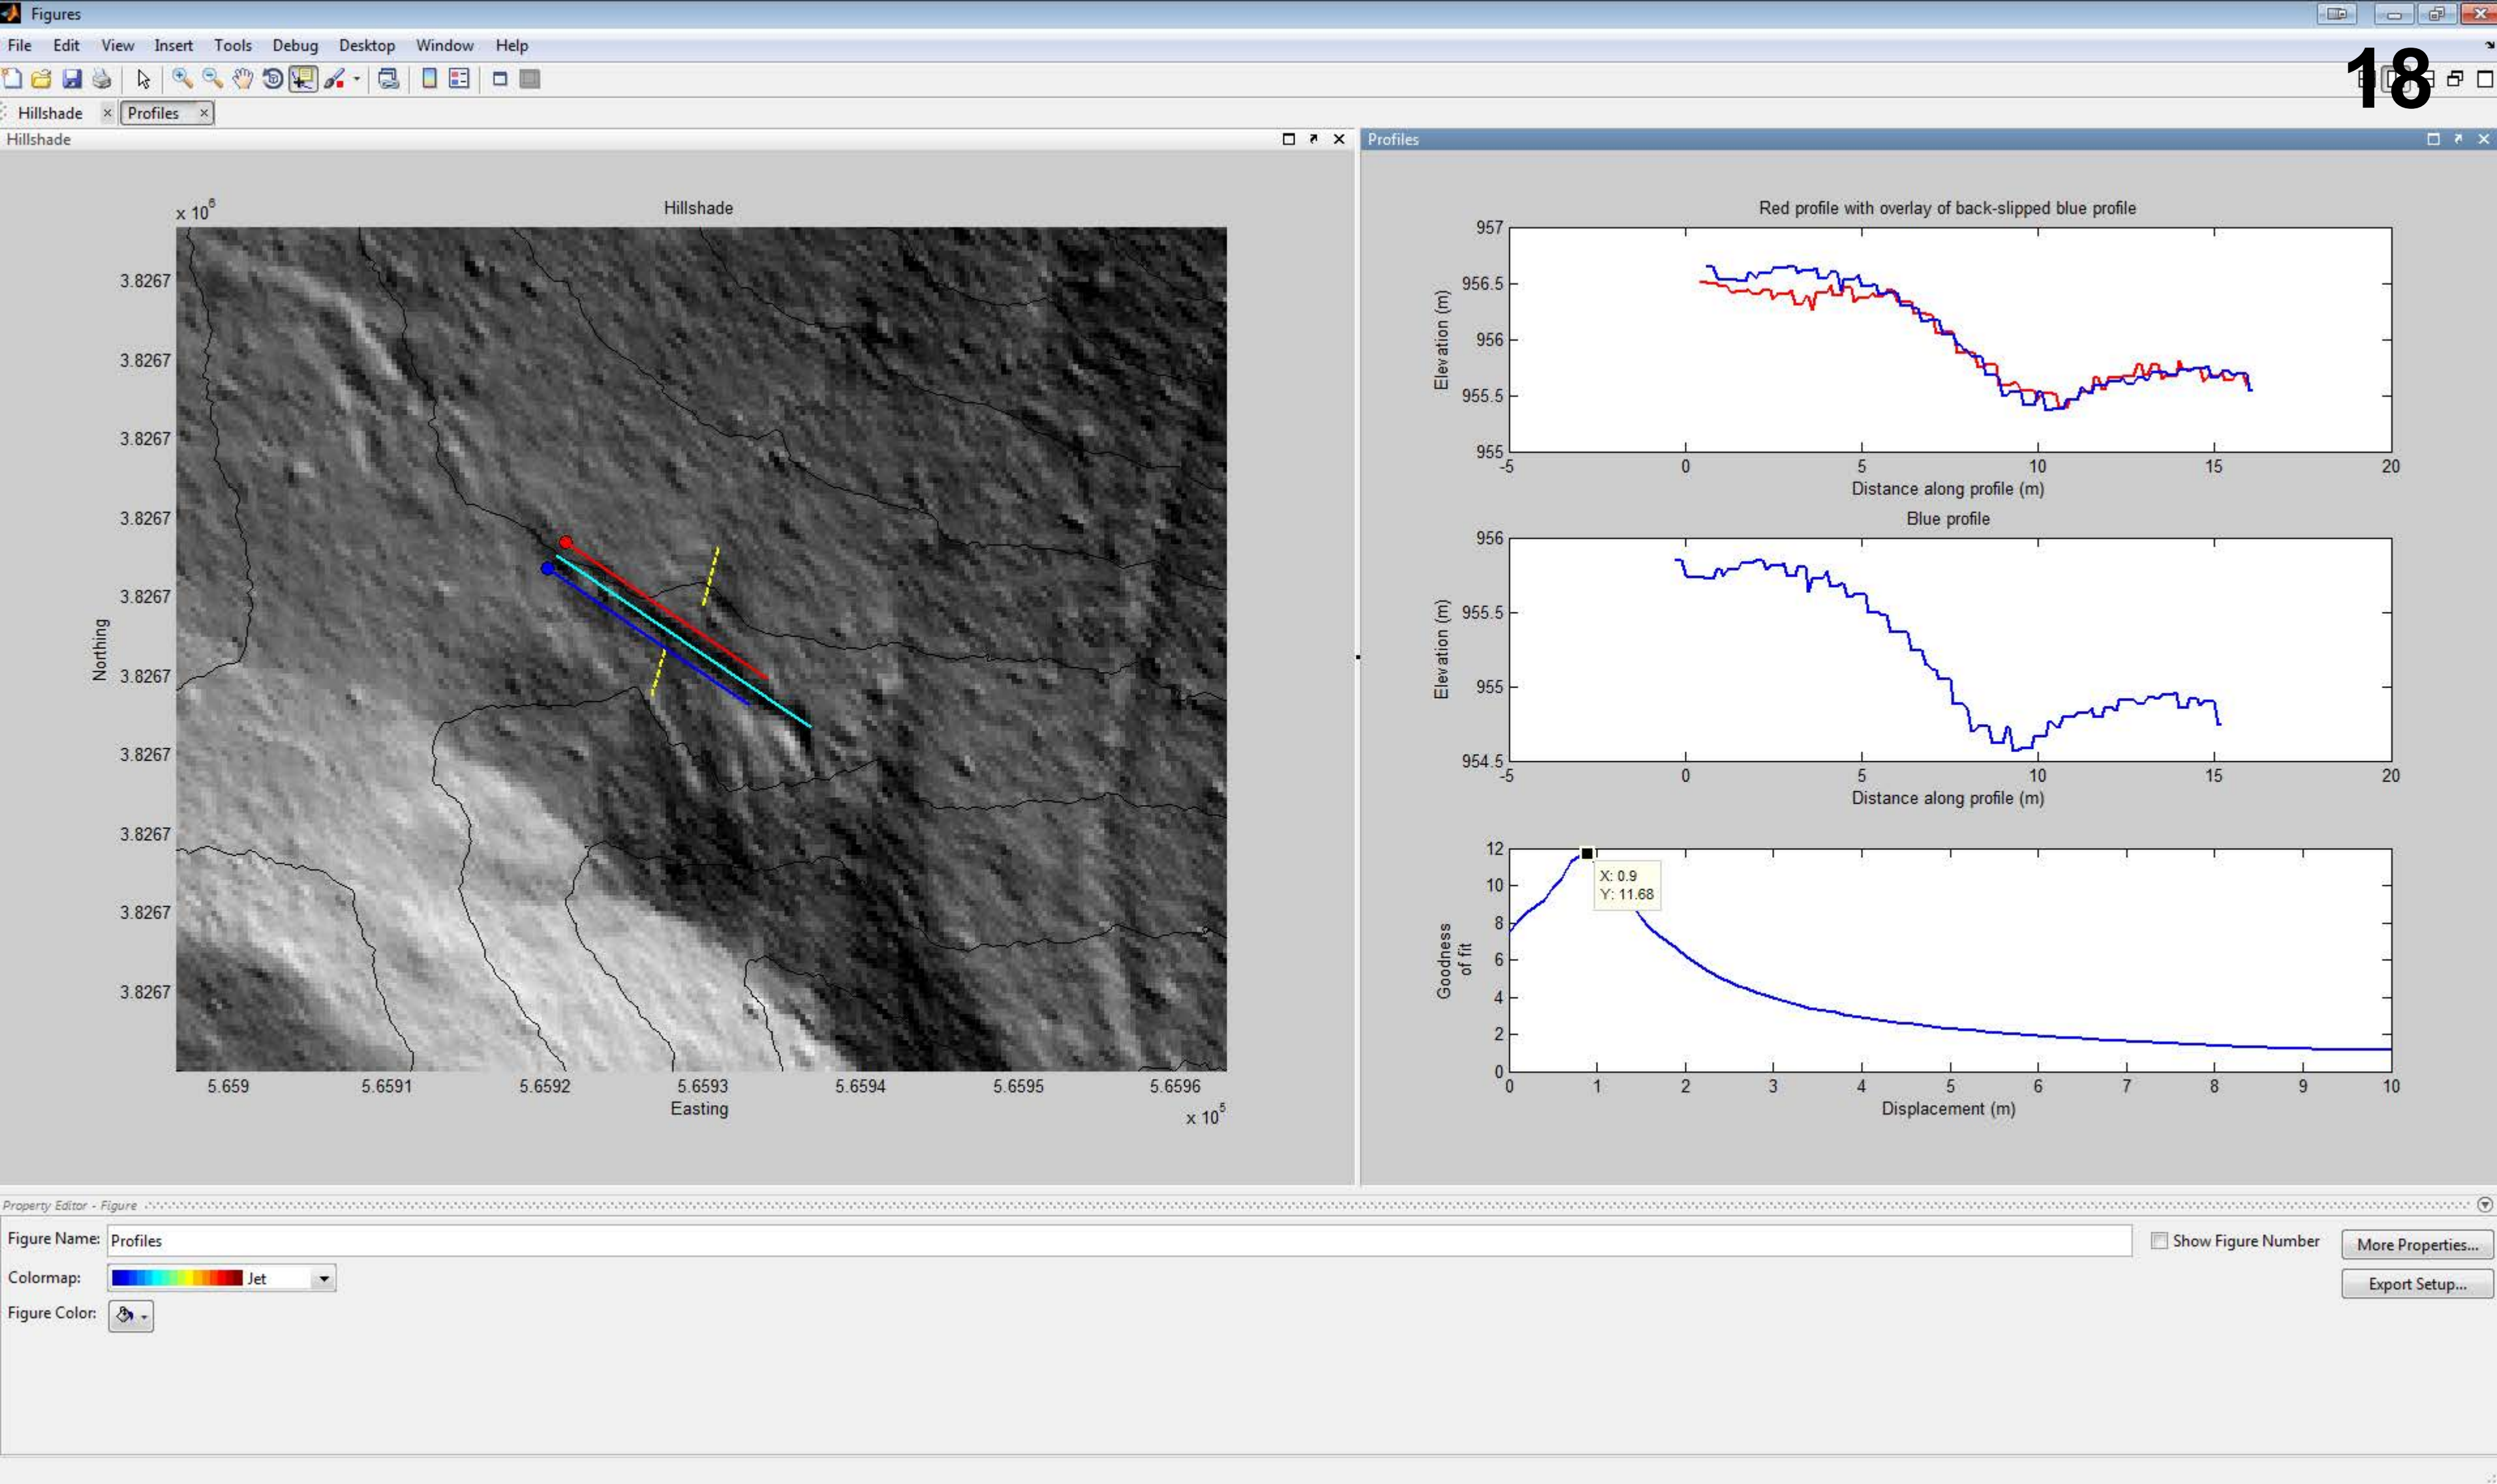 Figures
File Edit View Insert Tools Debug Desktop Window Help
18
Hillshade × Profiles ×
Hillshade
Profiles
x 10^6
Hillshade
3.8267
3.8267
3.8267
3.8267
3.8267
3.8267
3.8267
3.8267
3.8267
3.8267
Northing
5.659 5.6591 5.6592 5.6593 5.6594 5.6595 5.6596
Easting
x 10^5
Red profile with overlay of back-slipped blue profile
957
956.5
956
955.5
955
Elevation (m)
-5 0 5 10 15 20
Distance along profile (m)
Blue profile
956
955.5
955
954.5
Elevation (m)
-5 0 5 10 15 20
Distance along profile (m)
12
10
8
6
4
2
0
Goodness
of fit
X: 0.9
Y: 11.68
0 1 2 3 4 5 6 7 8 9 10
Displacement (m)
Property Editor - Figure
Figure Name: Profiles
Show Figure Number
More Properties...
Colormap: Jet
Export Setup...
Figure Color: